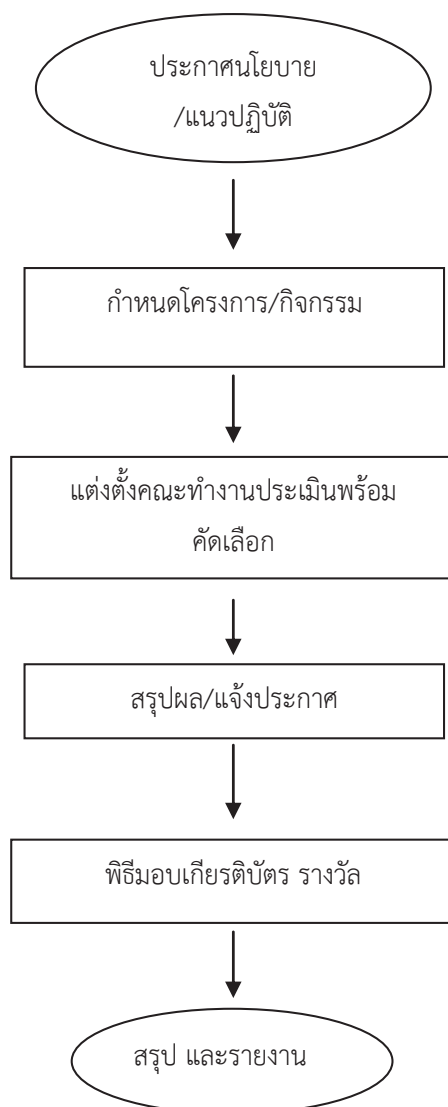 ประกาศนโยบาย
/แนวปฏิบัติ
กำหนดโครงการ/กิจกรรม
แต่งตั้งคณะทำงานประเมินพร้อม
คัดเลือก
สรุปผล/แจ้งประกาศ
พิธีมอบเกียรติบัตร รางวัล
สรุป และรายงาน